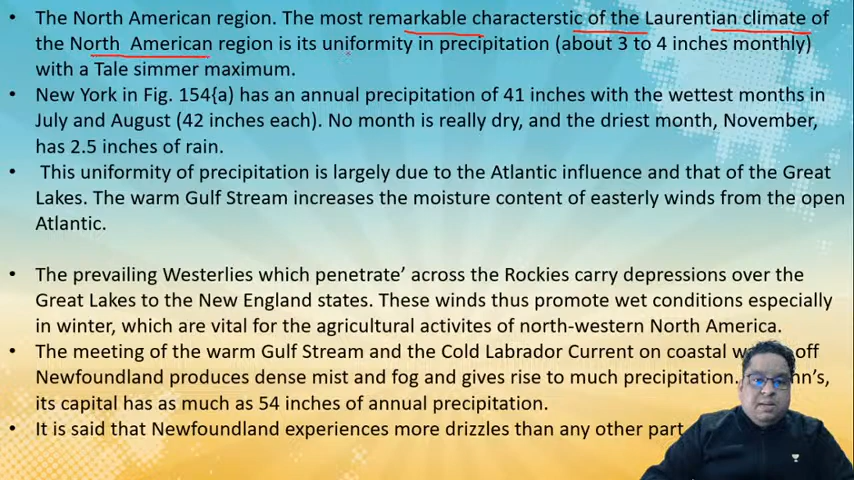 • The North American region. The most remarkable characterstic of the Laurentian climate of
the North American region is its uniformity in precipitation (about 3 to 4 inches monthly)
with a Tale simmer maximum.
• New York in Fig. 154{a) has an annual precipitation of 41 inches with the wettest months in
July and August (42 inches each). No month is really dry, and the driest month, November,
has 2.5 inches of rain.
• This uniformity of precipitation is largely due to the Atlantic influence and that of the Great
Lakes. The warm Gulf Stream increases the moisture content of easterly winds from the open
Atlantic.
• The prevailing Westerlies which penetrate’ across the Rockies carry depressions over the
Great Lakes to the New England states. These winds thus promote wet conditions especially
in winter, which are vital for the agricultural activites of north-western North America.
• The meeting of the warm Gulf Stream and the Cold Labrador Current on coastal off
Newfoundland produces dense mist and fog and gives rise to much precipitation.
its capital has as much as 54 inches of annual precipitation.
• It is said that Newfoundland experiences more drizzles than any other part